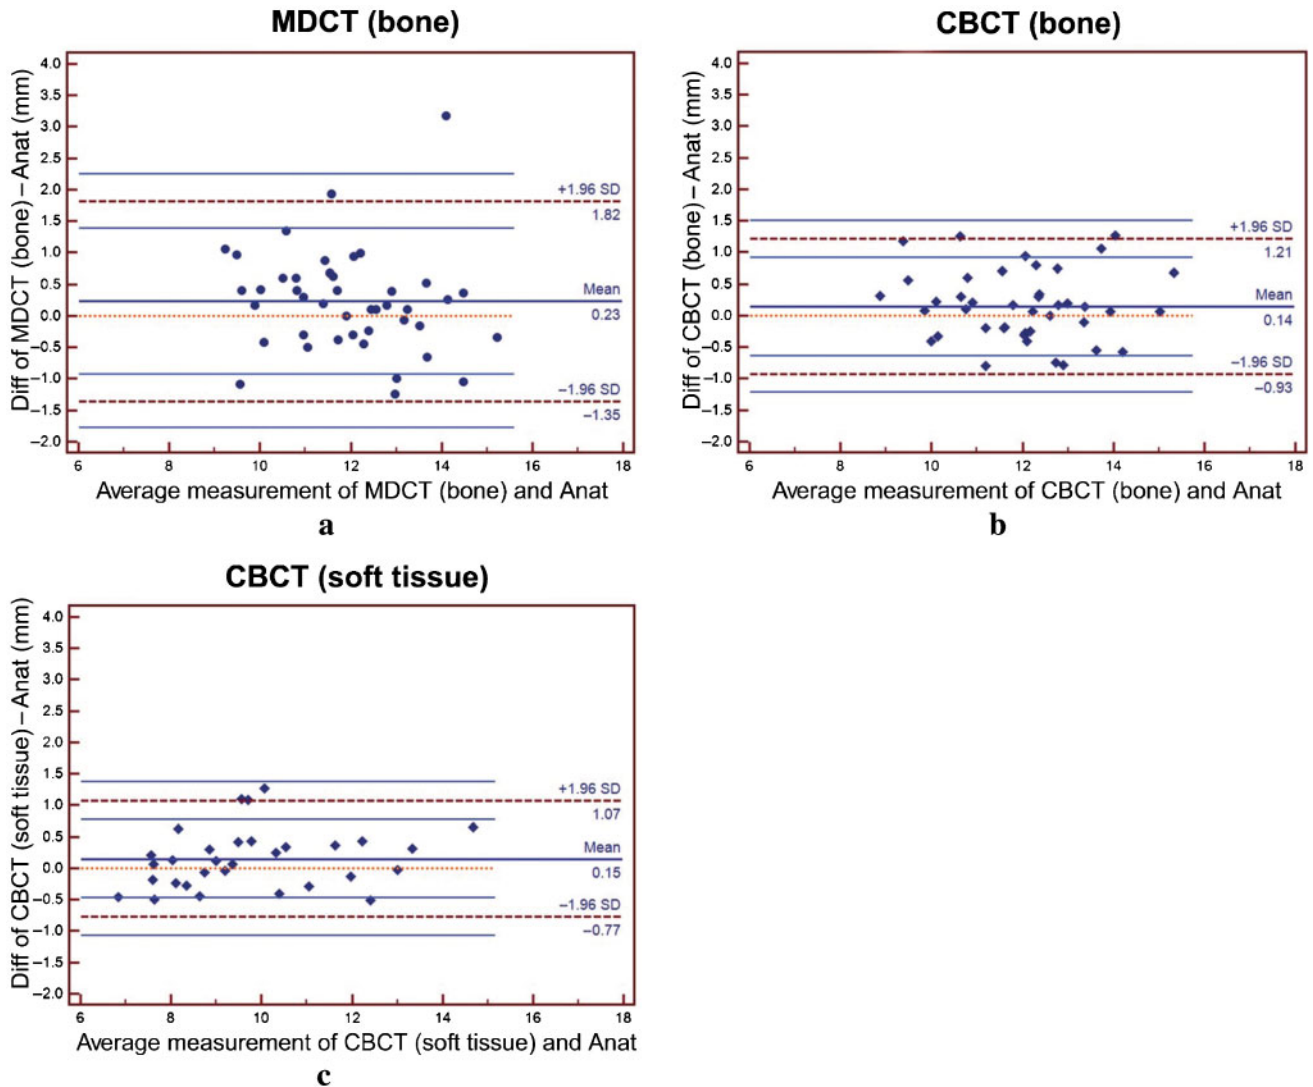 MDCT (bone)
Diff of MDCT (bone) – Anat (mm)
4.0
3.5
3.0
2.5
2.0
1.5
1.0
0.5
0.0
−0.5
−1.0
−1.5
−2.0
+1.96 SD
1.82
Mean
0.23
−1.96 SD
−1.35
6 8 10 12 14 16 18
Average measurement of MDCT (bone) and Anat
a
CBCT (bone)
Diff of CBCT (bone) – Anat (mm)
4.0
3.5
3.0
2.5
2.0
1.5
1.0
0.5
0.0
−0.5
−1.0
−1.5
−2.0
+1.96 SD
1.21
Mean
0.14
−1.96 SD
−0.93
6 8 10 12 14 16 18
Average measurement of CBCT (bone) and Anat
b
CBCT (soft tissue)
Diff of CBCT (soft tissue) – Anat (mm)
4.0
3.5
3.0
2.5
2.0
1.5
1.0
0.5
0.0
−0.5
−1.0
−1.5
−2.0
+1.96 SD
1.07
Mean
0.15
−1.96 SD
−0.77
6 8 10 12 14 16 18
Average measurement of CBCT (soft tissue) and Anat
c